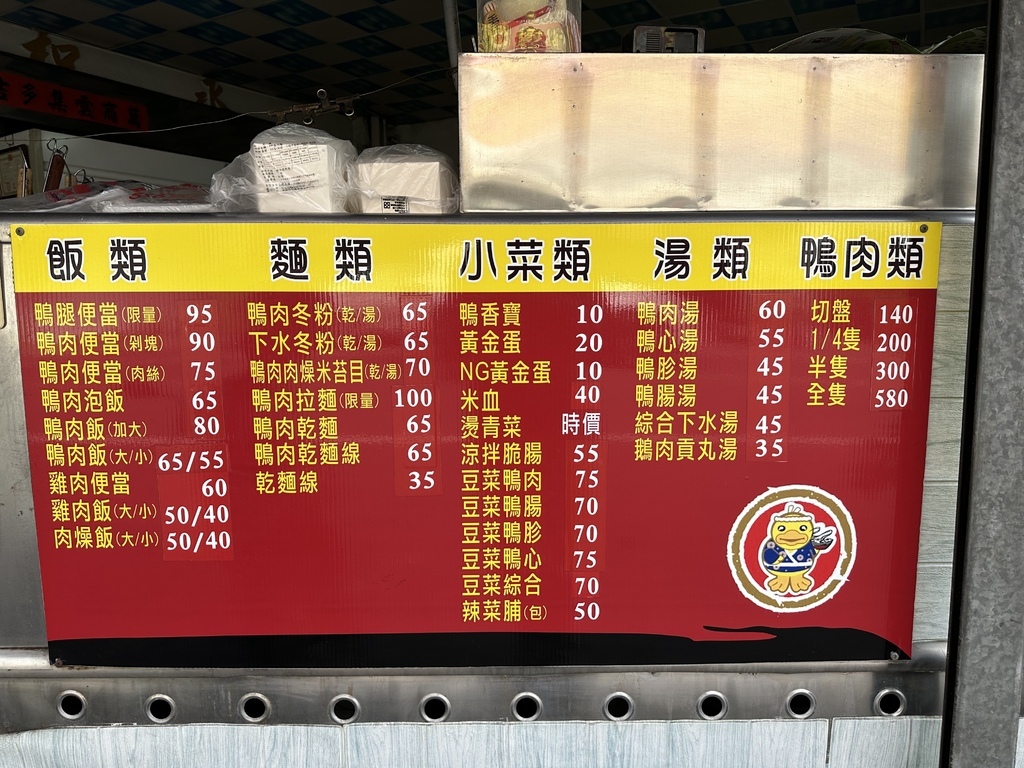 飯類
鴨腿便當(限量) 95
鴨肉便當(剁塊) 90
鴨肉便當(肉絲) 75
鴨肉泡飯 65
鴨肉飯(加大) 80
鴨肉飯(大/小) 65/55
雞肉便當 60
雞肉飯(大/小) 50/40
肉燥飯(大/小) 50/40
麵類
鴨肉冬粉(乾/湯) 65
下水冬粉(乾/湯) 65
鴨肉肉燥米苔目(乾/湯) 70
鴨肉拉麵(限量) 100
鴨肉乾麵 65
鴨肉乾麵線 65
乾麵線 35
小菜類
鴨香寶 10
黃金蛋 20
NG黃金蛋 10
米血 40
燙青菜 時價
涼拌脆腸 55
豆菜鴨肉 75
豆菜鴨腸 70
豆菜鴨胗 70
豆菜鴨心 75
豆菜綜合 70
辣菜脯(包) 50
湯類
鴨肉湯 60
鴨心湯 55
鴨胗湯 45
鴨腸湯 45
綜合下水湯 45
鵝肉貢丸湯 35
鴨肉類
切盤 140
1/4隻 200
半隻 300
全隻 580